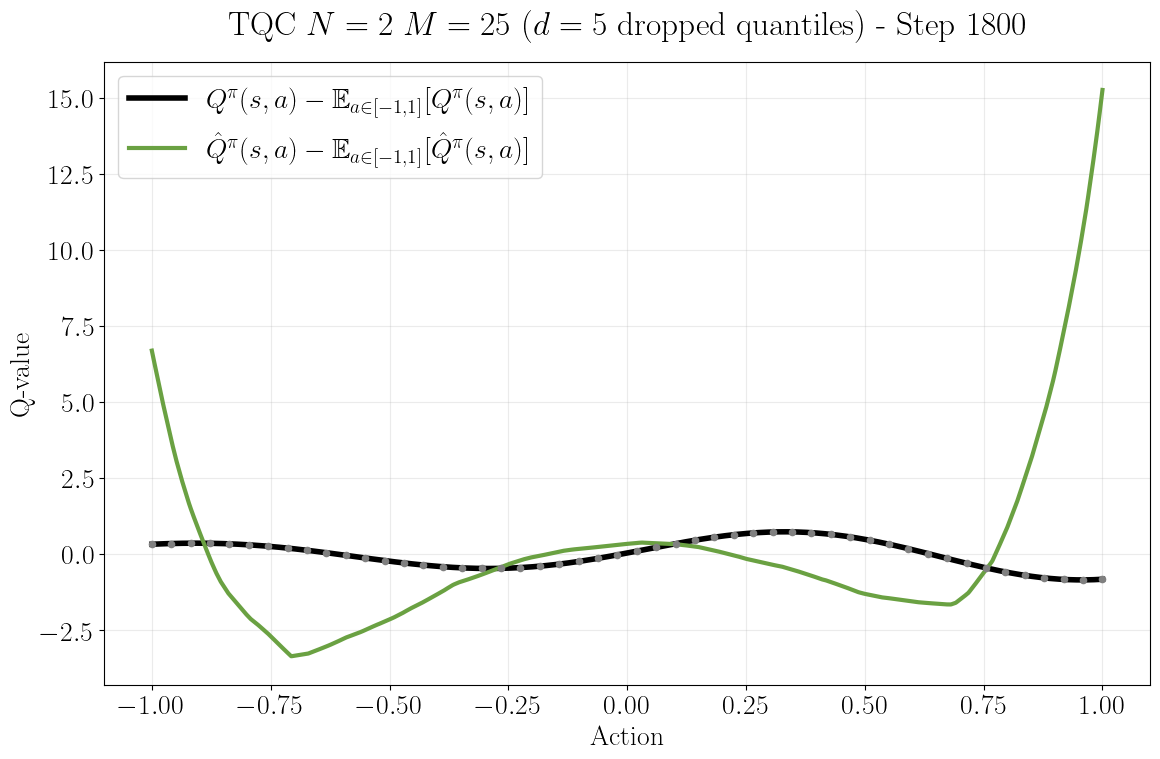 TQC $N = 2$ $M = 25$ ($d = 5$ dropped quantiles) - Step 1800
$Q^{\pi}(s, a) - \mathbb{E}_{a \in [-1,1]}[Q^{\pi}(s, a)]$
$\hat{Q}^{\pi}(s, a) - \mathbb{E}_{a \in [-1,1]}[\hat{Q}^{\pi}(s, a)]$
Q-value
15.0
12.5
10.0
7.5
5.0
2.5
0.0
−2.5
−1.00 −0.75 −0.50 −0.25 0.00 0.25 0.50 0.75 1.00
Action